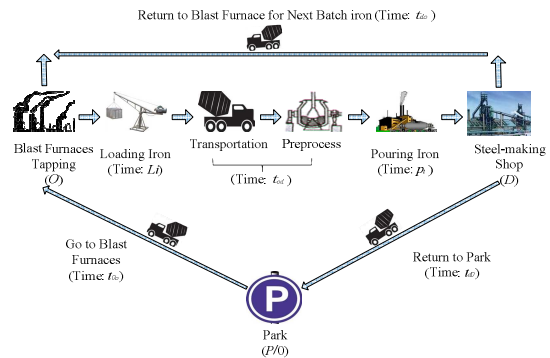 Return to Blast Furnace for Next Batch iron (Time: tdo)
Blast Furnaces
Tapping
(O)
Loading Iron
(Time: Li)
Transportation
Preprocess
(Time: tod)
Pouring Iron
(Time: pi)
Steel-making
Shop
(D)
Go to Blast
Furnaces
(Time: t0o)
Return to Park
(Time: td0)
P
Park
(P/0)